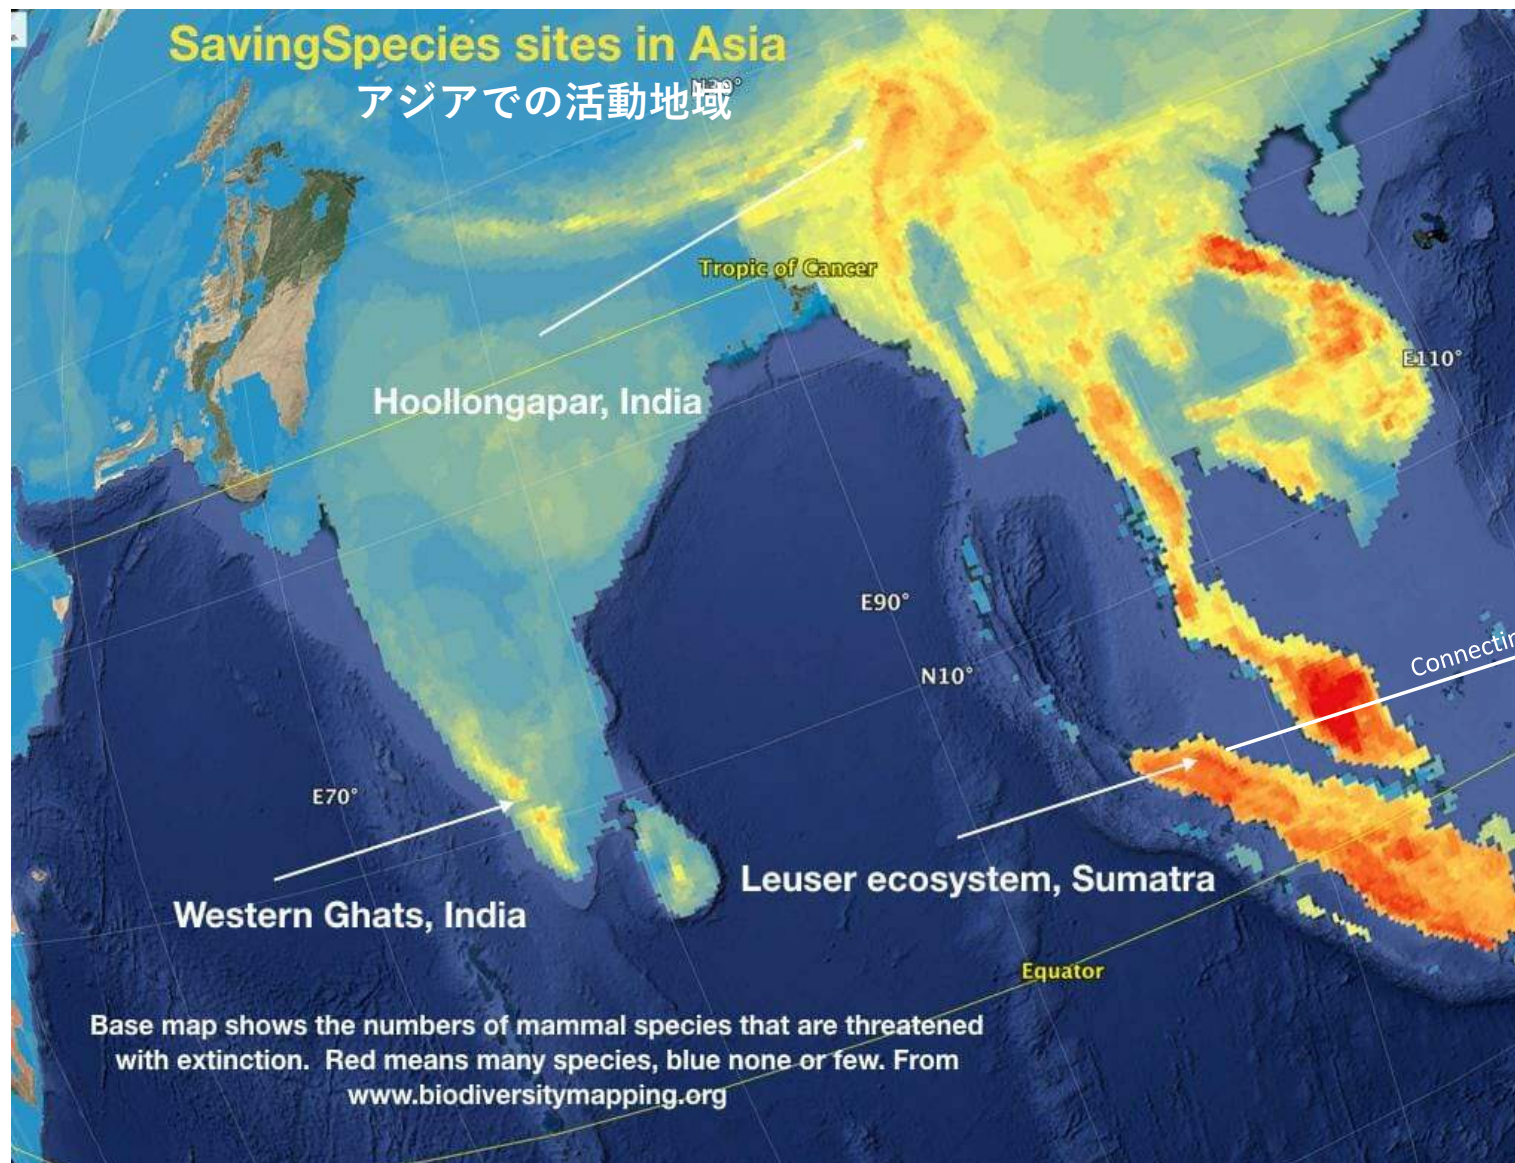 SavingSpecies sites in Asia
N30°
アジアでの活動地域
Tropic of Cancer
E110°
Hoollongapar, India
E90°
Connectin
N10°
E70°
Leuser ecosystem, Sumatra
Western Ghats, India
Equator
Base map shows the numbers of mammal species that are threatened
with extinction. Red means many species, blue none or few. From
www.biodiversitymapping.org